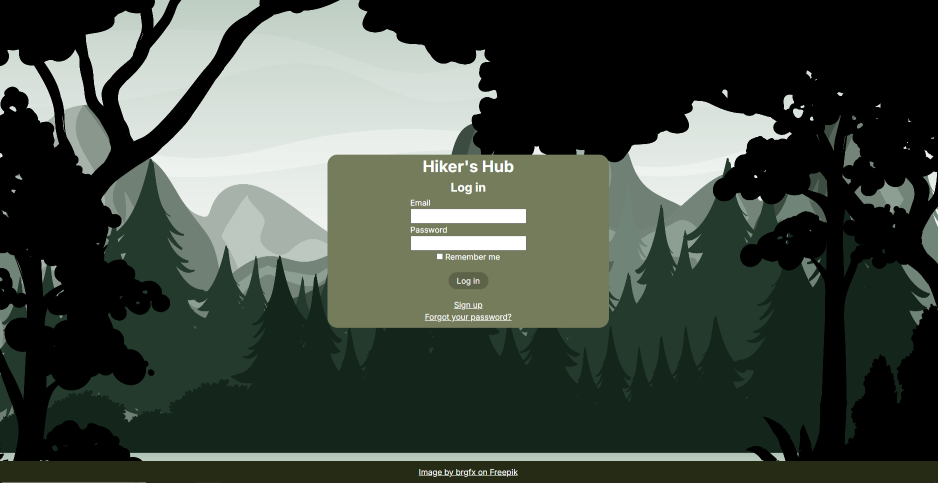 Hiker's Hub
Log in
Email
Password
Remember me
Log In
Sign up
Forgot your password?
Image by brgfx on Freepik